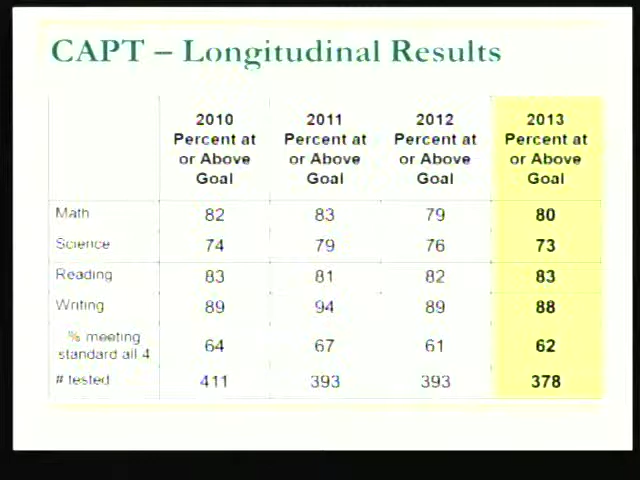 CAPT – Longitudinal Results
2010 2011 2012 2013
Percent at Percent at Percent at Percent at
or Above or Above or Above or Above
Goal Goal Goal Goal
Math 82 83 79 80
Science 74 79 76 73
Reading 83 81 82 83
Writing 89 94 89 88
% meeting
standard all 4 64 67 61 62
# tested 411 393 393 378